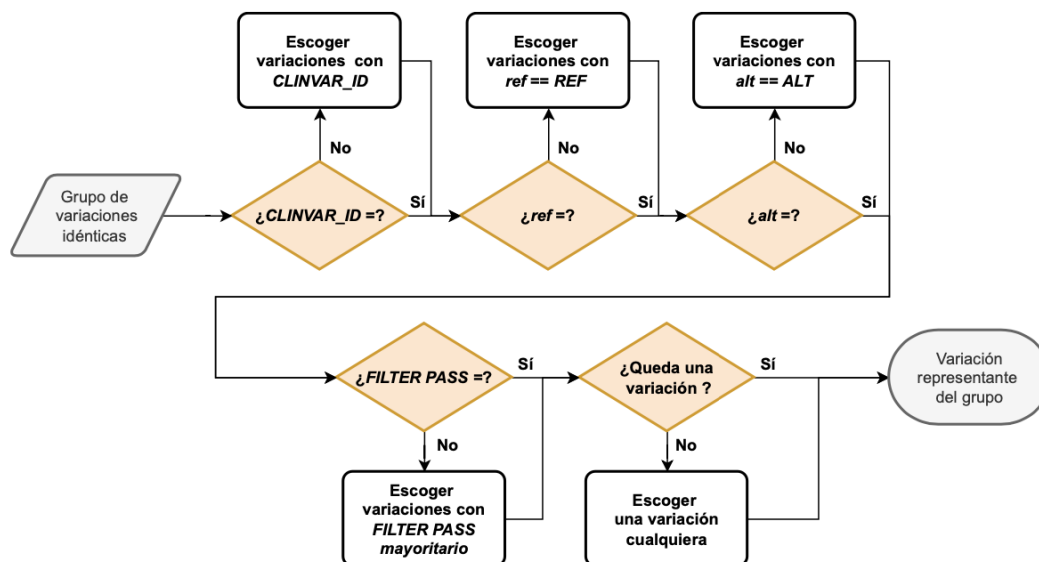 Escoger
variaciones con
CLINVAR_ID
Escoger
variaciones con
ref == REF
Escoger
variaciones con
alt == ALT
No
No
No
Grupo de
variaciones
idénticas
¿CLINVAR_ID =?
Sí
¿ref =?
Sí
¿alt =?
Sí
¿FILTER PASS =?
Sí
¿Queda una
variación ?
Sí
Variación
representante
del grupo
No
No
Escoger
variaciones con
FILTER PASS
mayoritario
Escoger
una variación
cualquiera